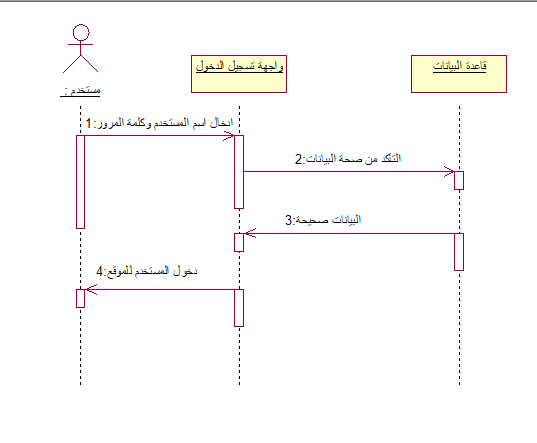 مستخدم :
واجهة تسجيل الدخول
قاعدة البيانات
1:ادخال اسم المستخدم وكلمة المرور
2:التاكد من صحة البيانات
3:البيانات صحيحة
4:دخول المستخدم للموقع